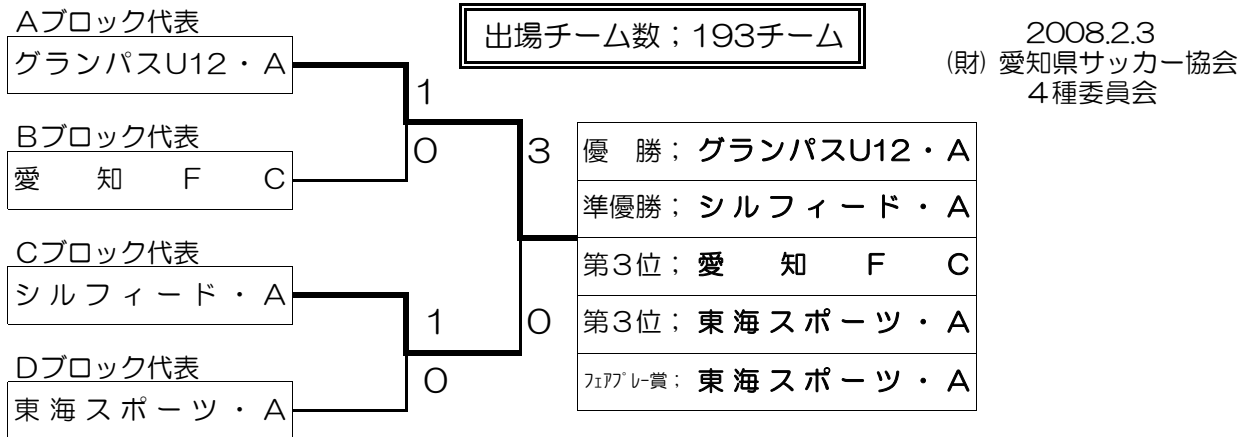 Aブロック代表
グランパスU12・A
Bブロック代表
愛 知 F C
Cブロック代表
シルフィード・A
Dブロック代表
東海スポーツ・A
出場チーム数；193チーム
2008.2.3
(財) 愛知県サッカー協会
4種委員会
1
0
3
1
0
0
優 勝； グランパスU12・A
準優勝； シルフィード・A
第3位； 愛 知 F C
第3位； 東海スポーツ・A
ﾌｪｱﾌﾟﾚｰ賞； 東海スポーツ・A